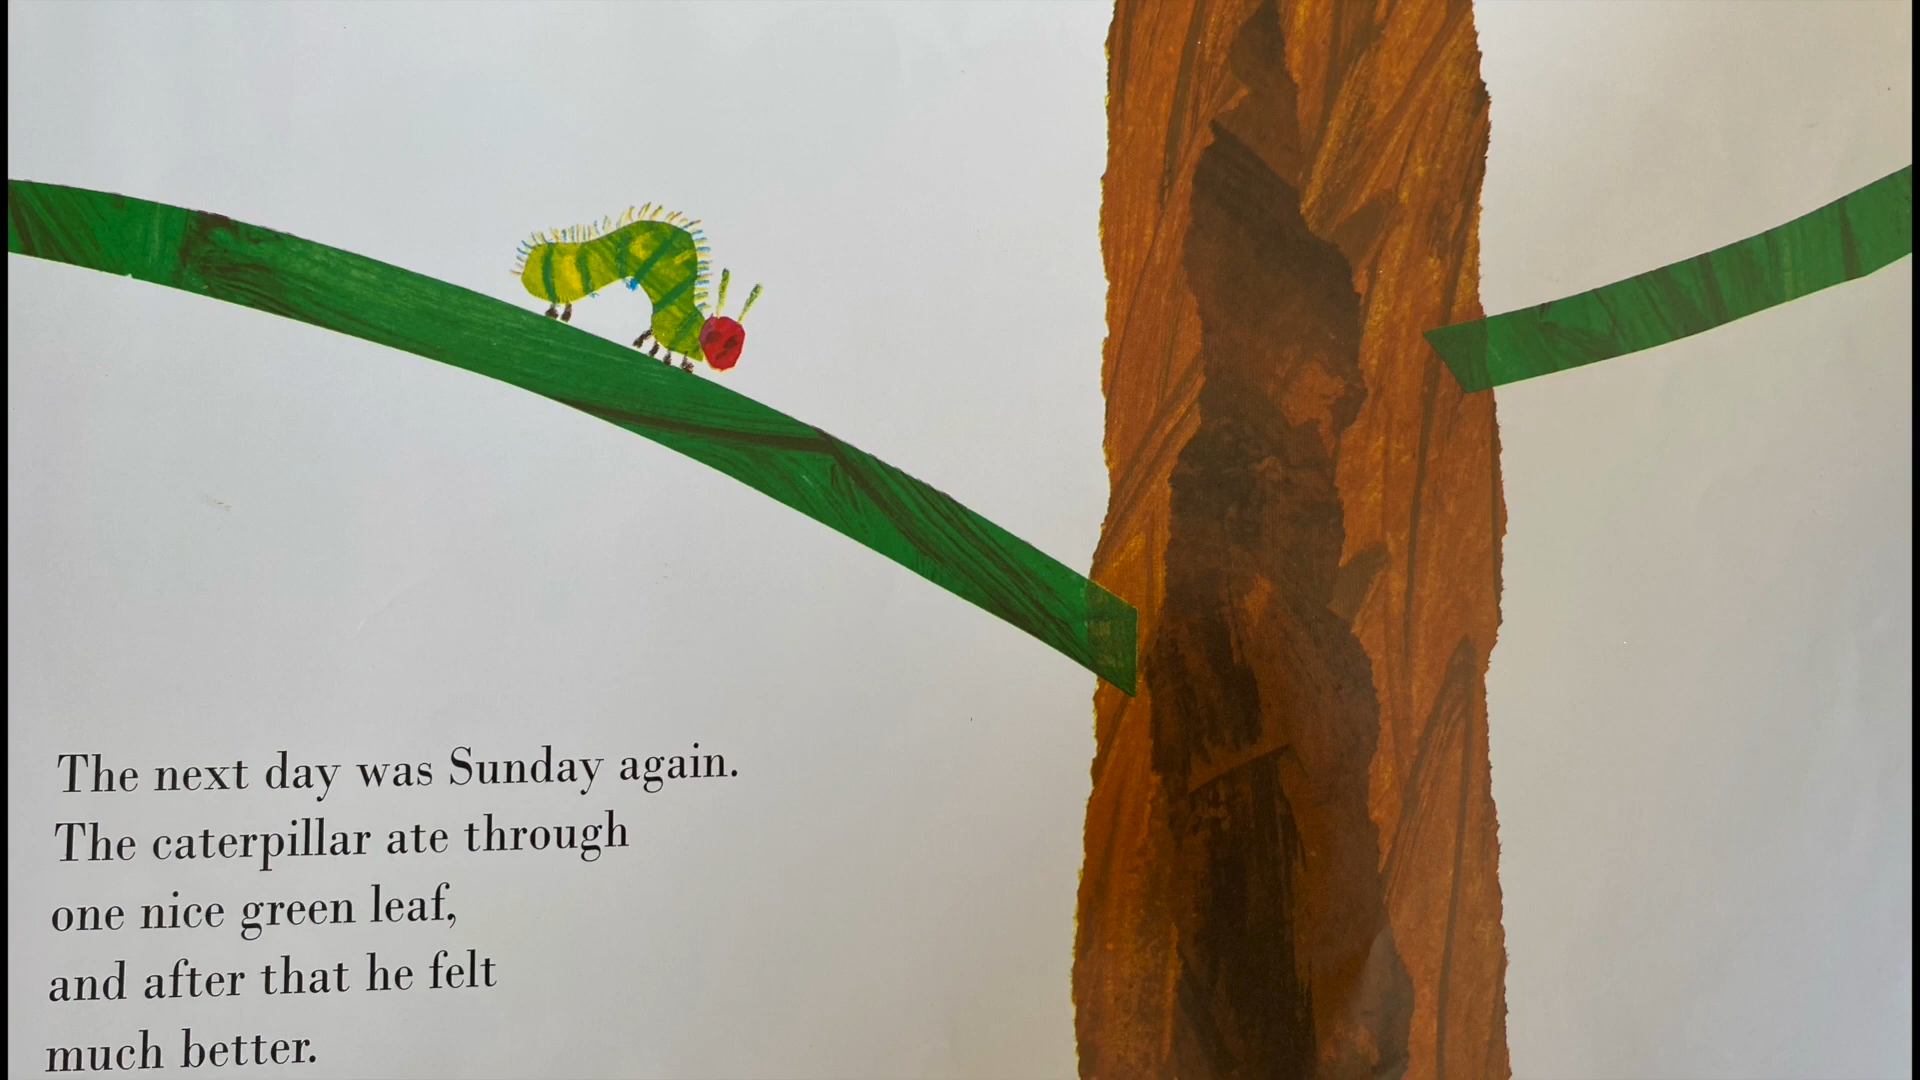 The next day was Sunday again.
The caterpillar ate through
one nice green leaf,
and after that he felt
much better.